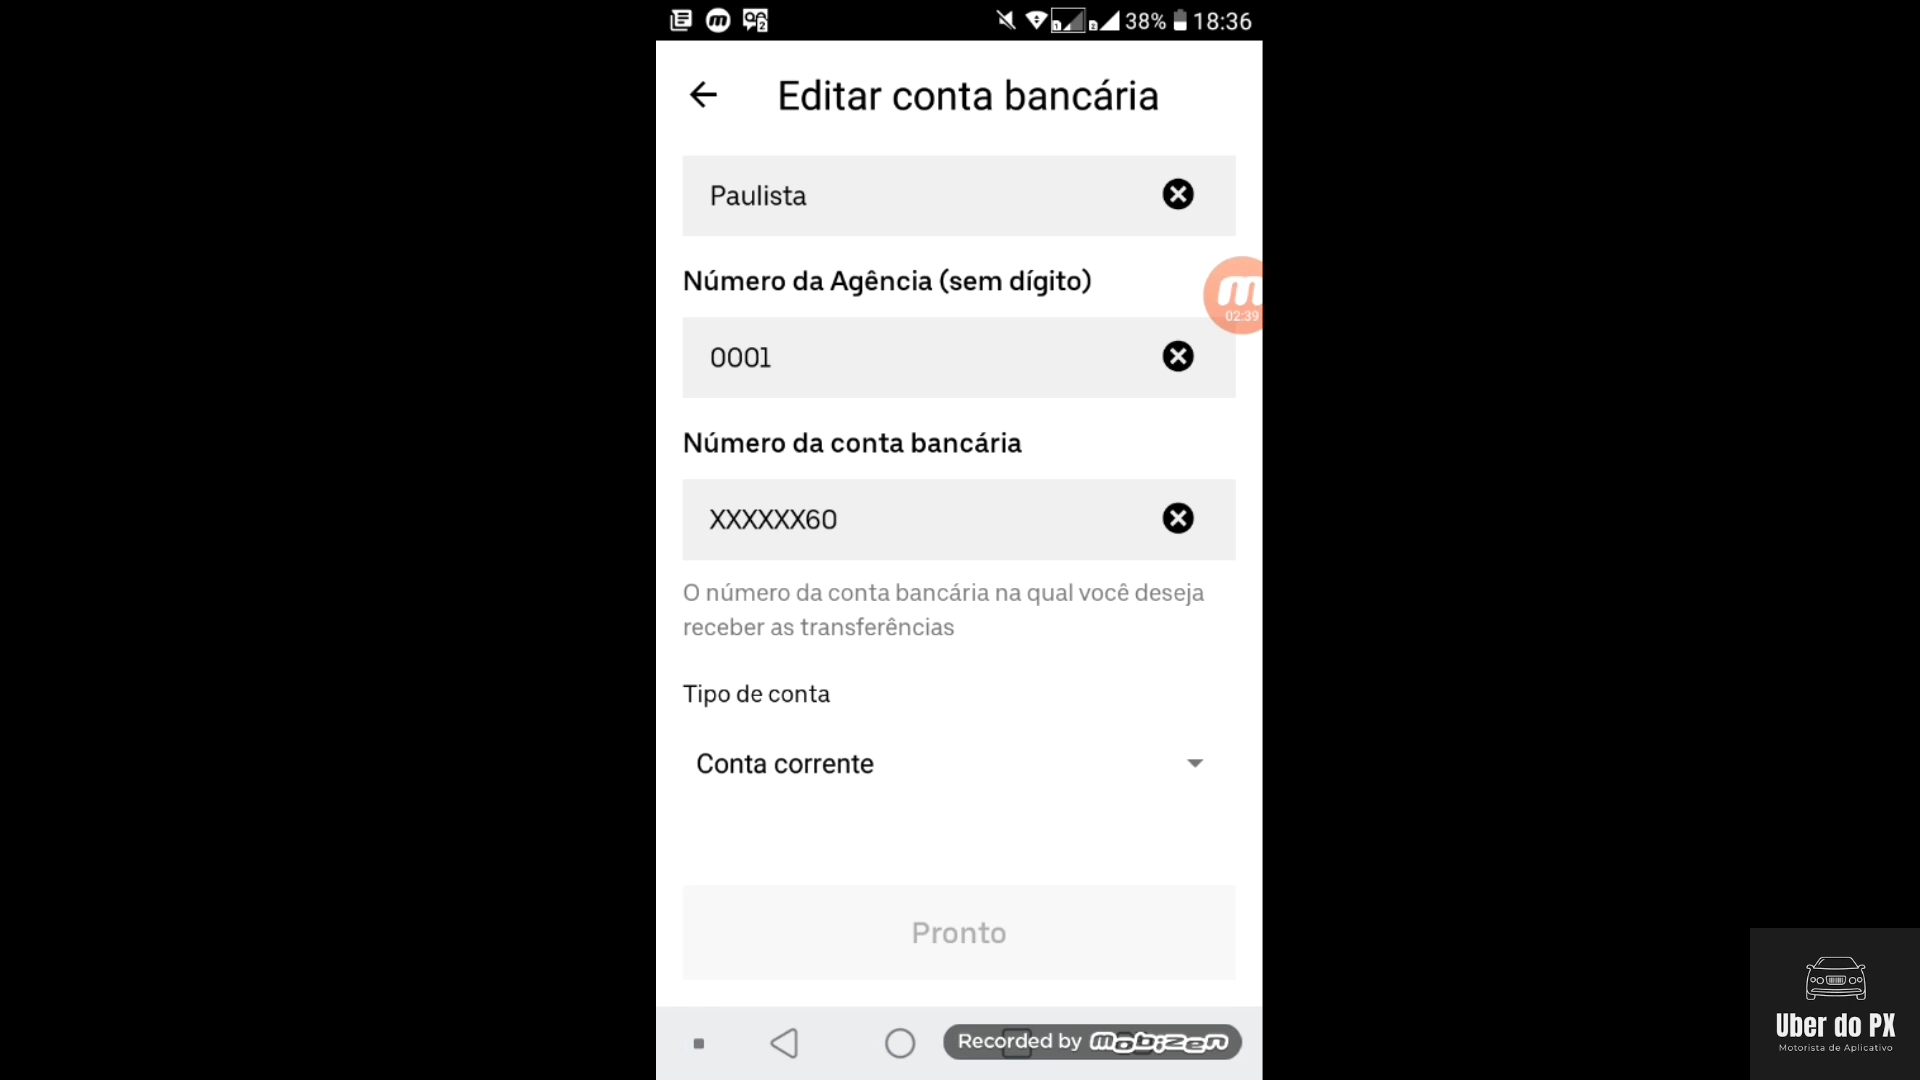 38% 18:36
Editar conta bancária
Paulista
Número da Agência (sem dígito)
02:39
0001
Número da conta bancária
XXXXXX60
O número da conta bancária na qual você deseja
receber as transferências
Tipo de conta
Conta corrente
Pronto
Recorded by mobizen
Uber do PX
Motorista de Aplicativo